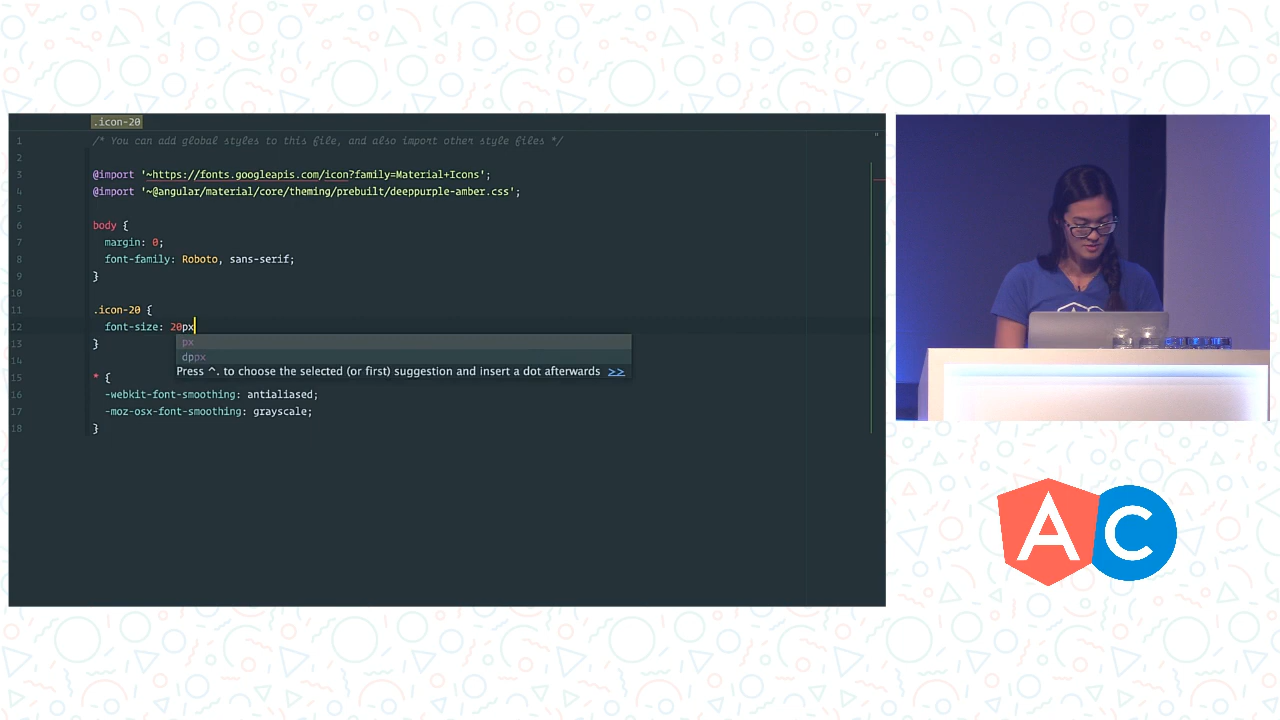 .icon-20
1 /* You can add global styles to this file, and also import other style files */
2
3 @import '~https://fonts.googleapis.com/icon?family=Material+Icons';
4 @import '~@angular/material/core/theming/prebuilt/deeppurple-amber.css';
5
6 body {
7 margin: 0;
8 font-family: Roboto, sans-serif;
9 }
10
11 .icon-20 {
12 font-size: 20px
px
13 }
dppx
14
Press ^. to choose the selected (or first) suggestion and insert a dot afterwards >>
15 * {
16 -webkit-font-smoothing: antialiased;
17 -moz-osx-font-smoothing: grayscale;
18 }
AC